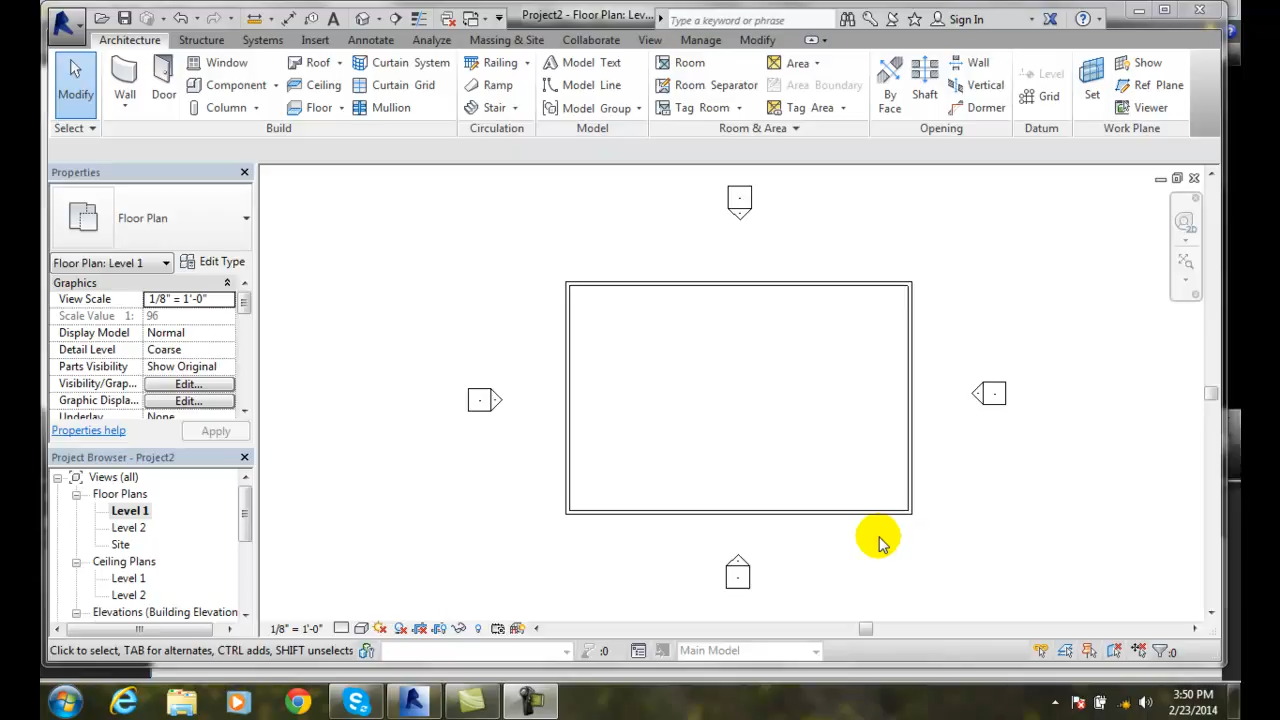 Project2 - Floor Plan: Lev...
Type a keyword or phrase
Sign In
Architecture Structure Systems Insert Annotate Analyze Massing & Site Collaborate View Manage Modify
Modify
Wall
Door
Window
Component
Column
Roof
Ceiling
Floor
Curtain System
Curtain Grid
Mullion
Railing
Ramp
Stair
Model Text
Model Line
Model Group
Room
Room Separator
Tag Room
Area
Area Boundary
Tag Area
By Face
Shaft
Wall
Vertical
Dormer
Level
Grid
Set
Show
Ref Plane
Viewer
Select Build Circulation Model Room & Area Opening Datum Work Plane
Properties
Floor Plan
Floor Plan: Level 1 Edit Type
Graphics
View Scale 1/8" = 1'-0"
Scale Value 1: 96
Display Model Normal
Detail Level Coarse
Parts Visibility Show Original
Visibility/Grap... Edit...
Graphic Displa... Edit...
Underlay None
Properties help Apply
Project Browser - Project2
Views (all)
Floor Plans
Level 1
Level 2
Site
Ceiling Plans
Level 1
Level 2
Elevations (Building Elevation
2D
1/8" = 1'-0"
Click to select, TAB for alternates, CTRL adds, SHIFT unselects
:0
Main Model
:0
3:50 PM
2/23/2014